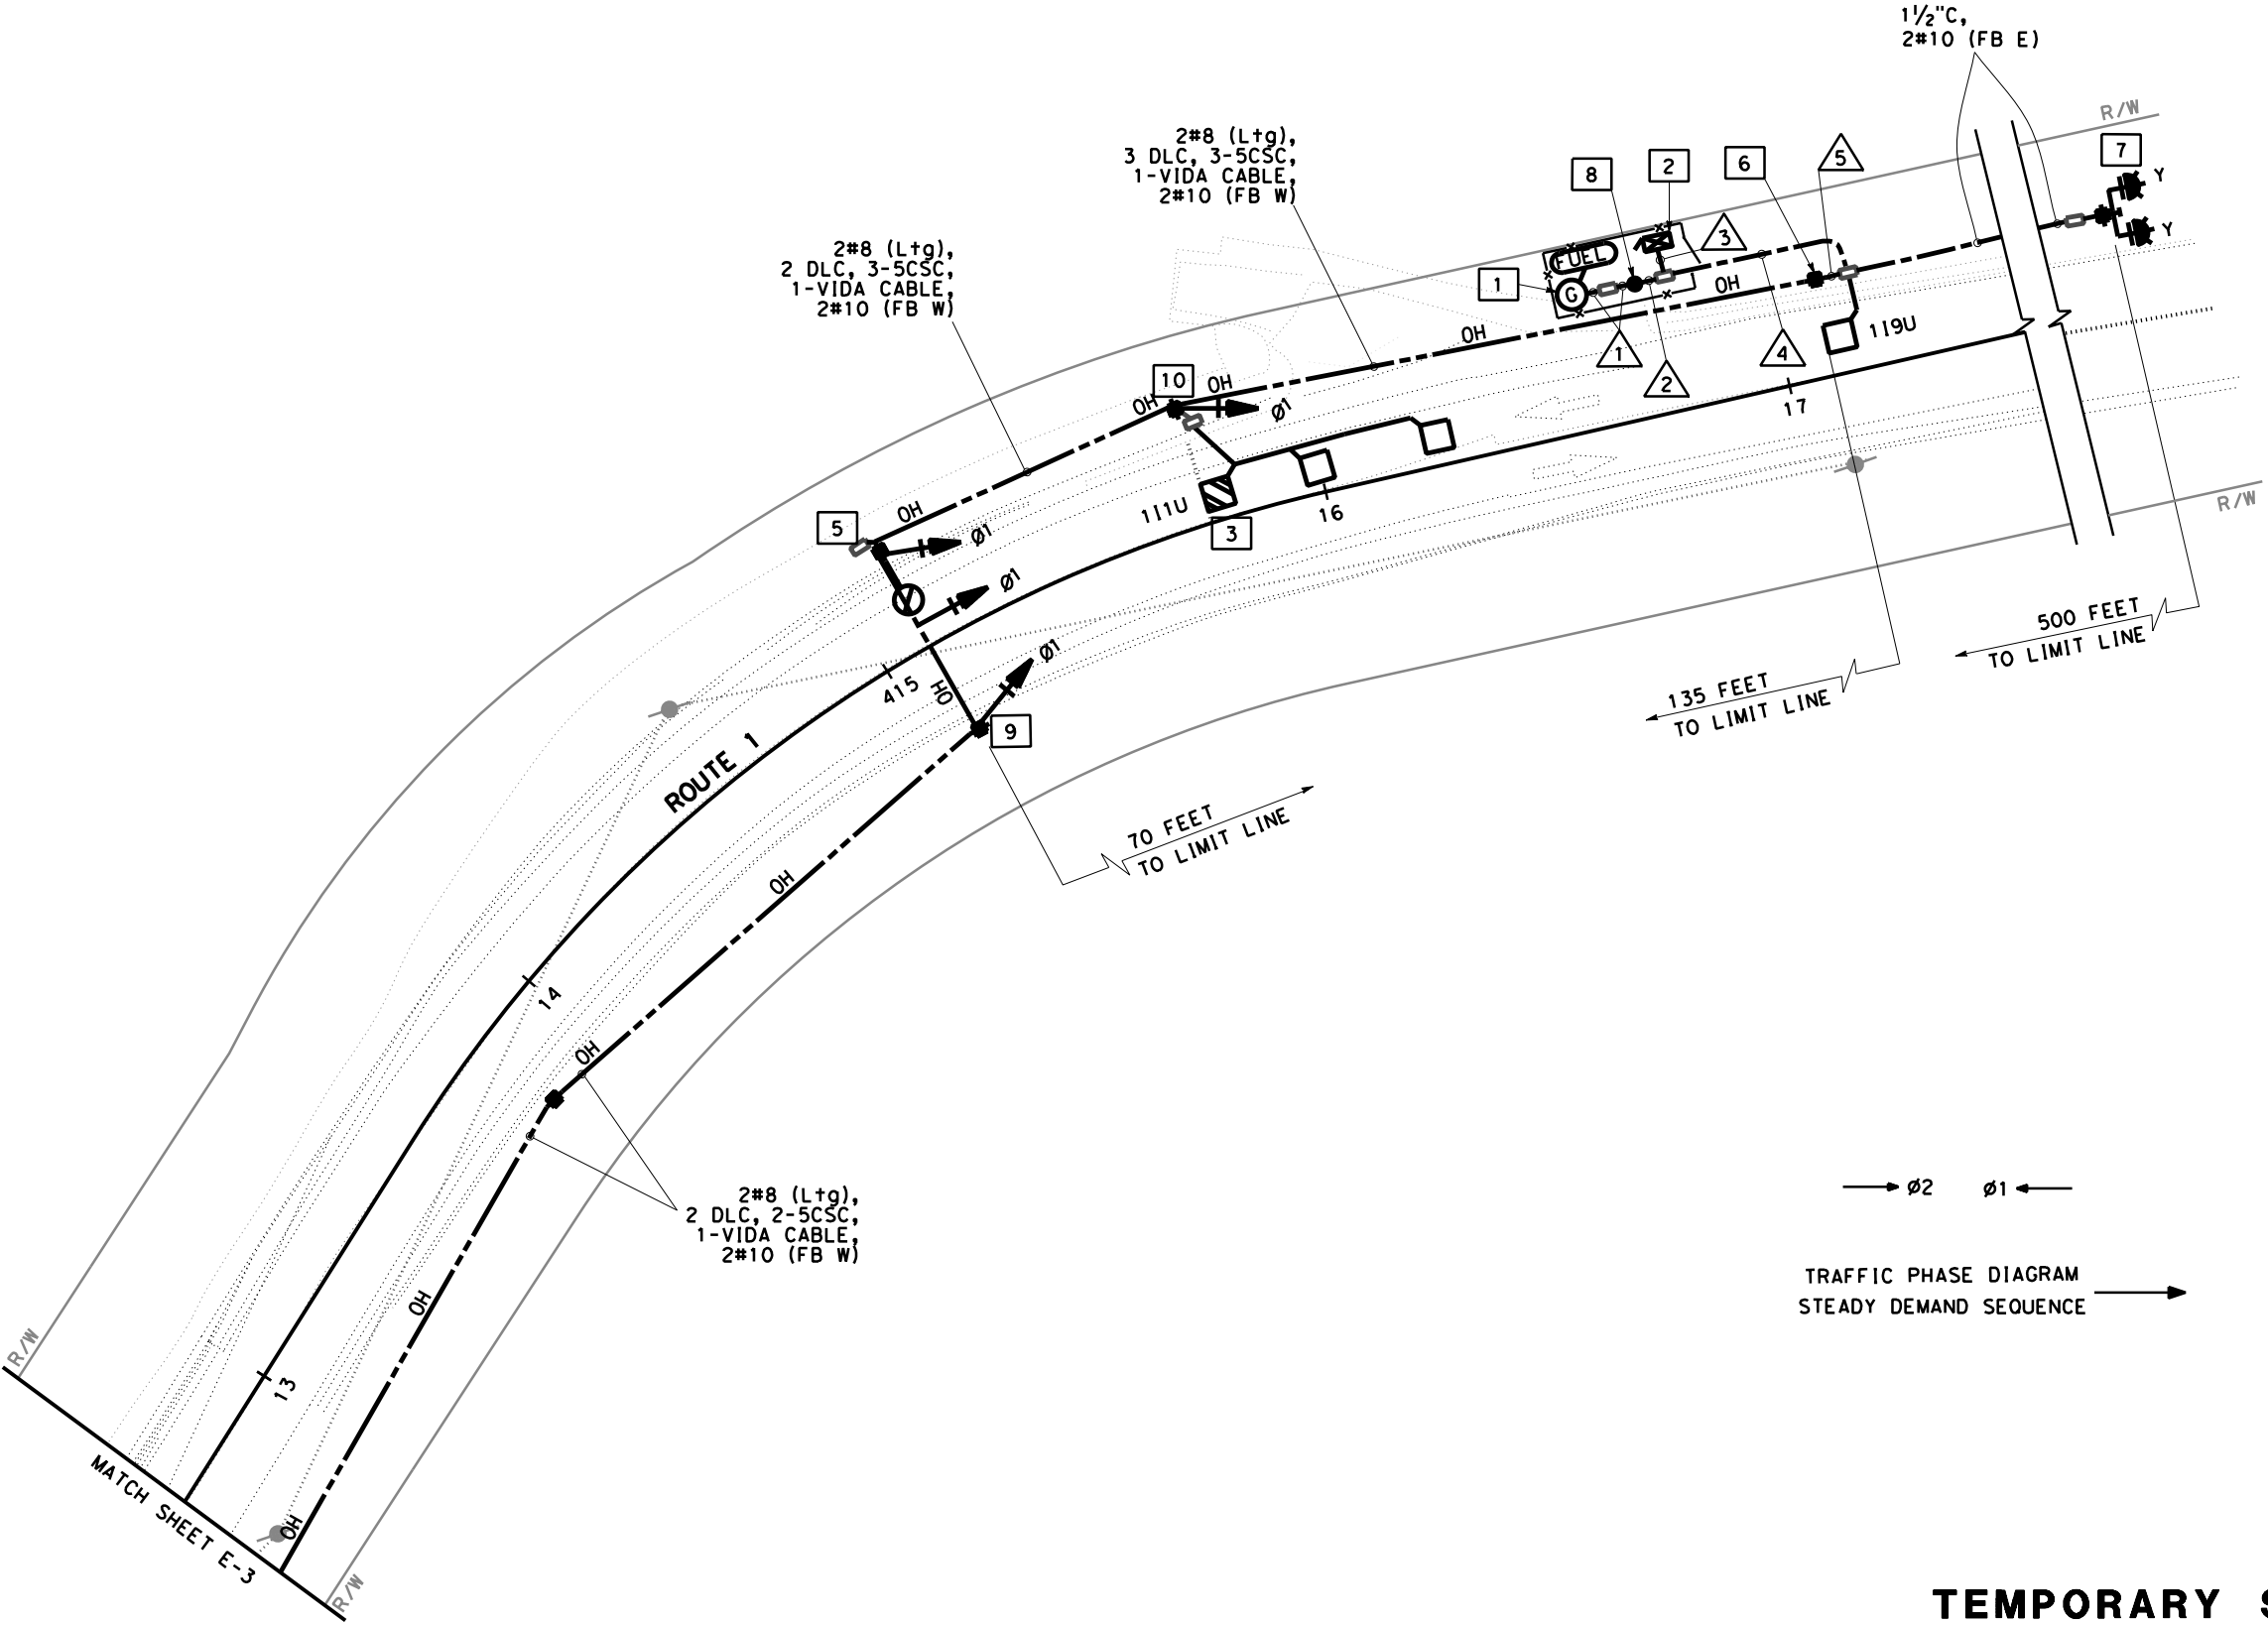 1½"C,
2#10 (FB E)
R/W
2#8 (Ltg),
3 DLC, 3-5CSC,
1-VIDA CABLE,
2#10 (FB W)
8
2
6
5
7
Y
Y
2#8 (Ltg),
2 DLC, 3-5CSC,
1-VIDA CABLE,
2#10 (FB W)
1
FUEL
G
3
OH
OH
1
2
4
1I9U
10
OH
OH
Ø1
17
5
OH
Ø1
1I1U
3
16
R/W
Ø1
Ø1
415
OH
9
500 FEET
TO LIMIT LINE
135 FEET
TO LIMIT LINE
ROUTE 1
70 FEET
TO LIMIT LINE
OH
14
OH
2#8 (Ltg),
2 DLC, 2-5CSC,
1-VIDA CABLE,
2#10 (FB W)
Ø2
Ø1
TRAFFIC PHASE DIAGRAM
STEADY DEMAND SEQUENCE
OH
R/W
13
MATCH SHEET E-3
OH
R/W
TEMPORARY